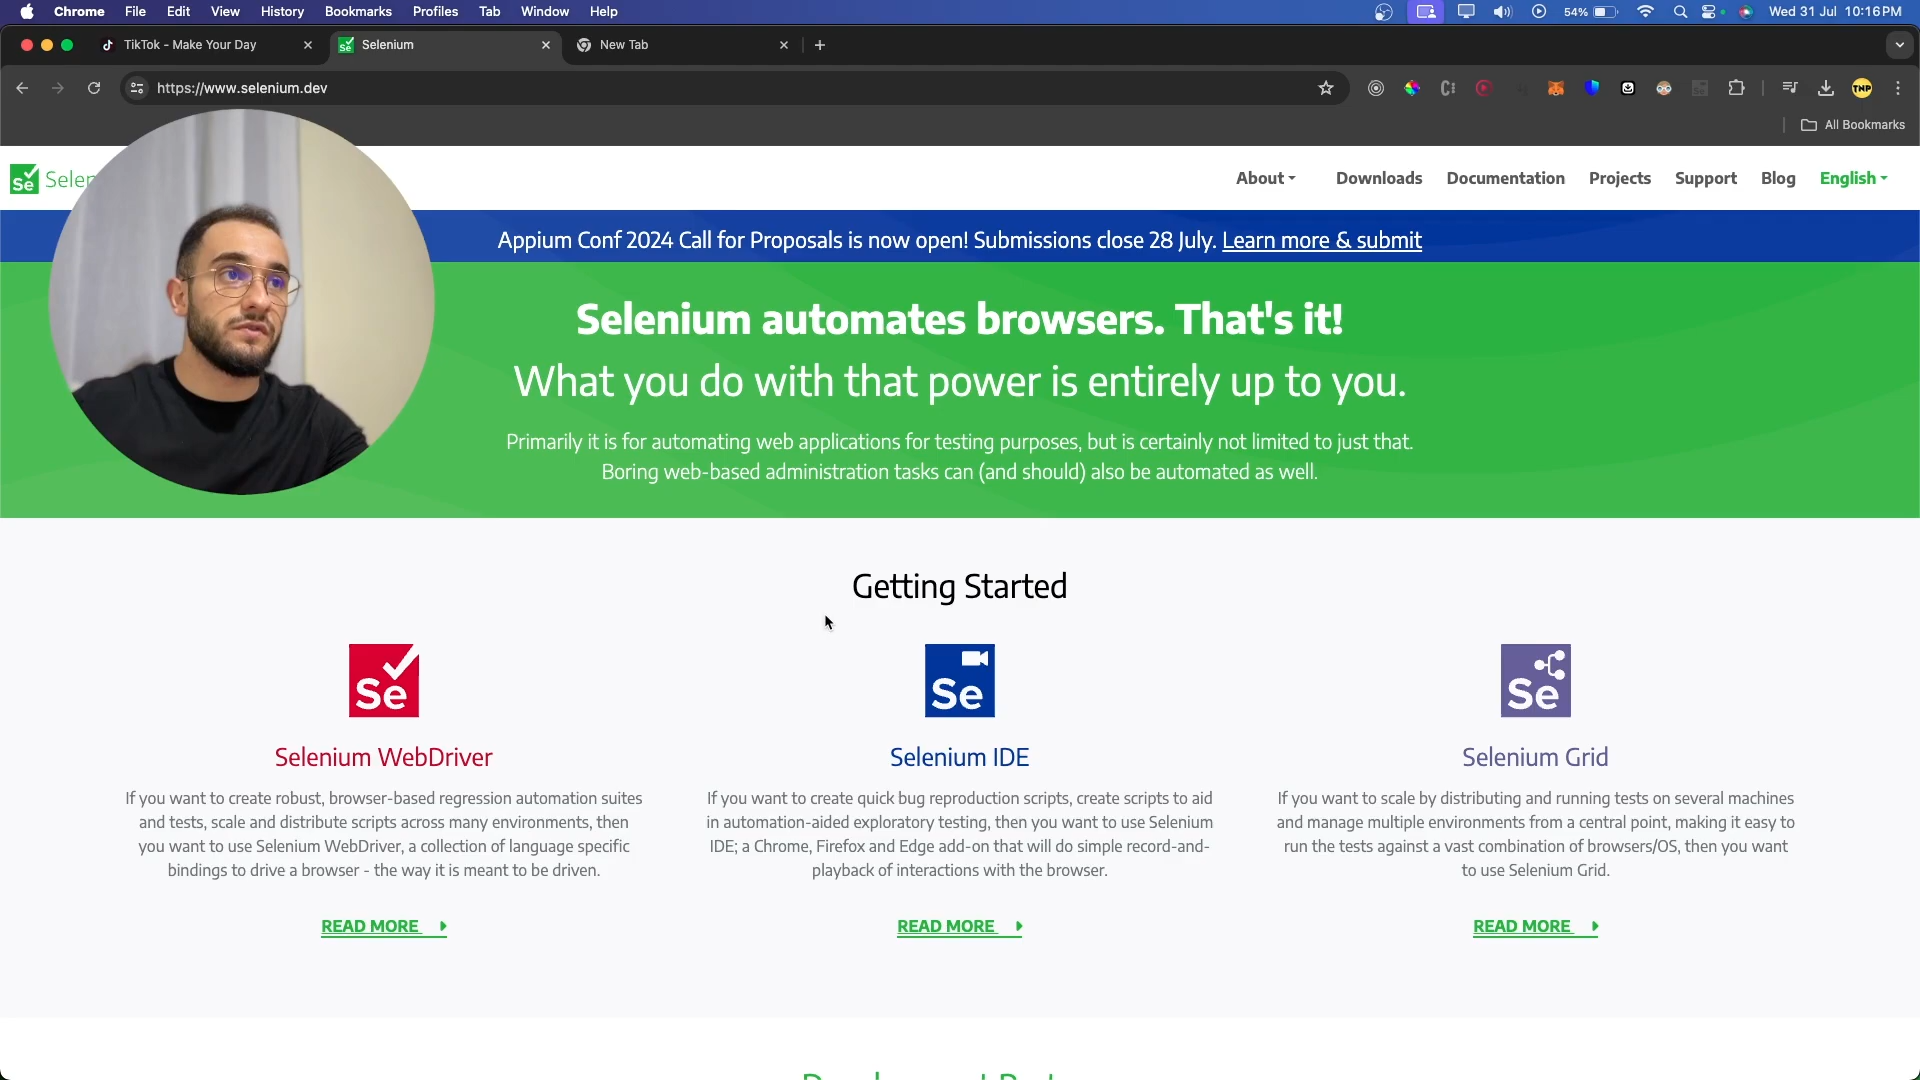 Chrome File Edit View History Bookmarks Profiles Tab Window Help
54% Wed 31 Jul 10:16 PM
TikTok - Make Your Day
Selenium
New Tab
https://www.selenium.dev
TNP
All Bookmarks
Se
About Downloads Documentation Projects Support Blog English
Appium Conf 2024 Call for Proposals is now open! Submissions close 28 July. Learn more & submit
Selenium automates browsers. That's it!
What you do with that power is entirely up to you.
Primarily it is for automating web applications for testing purposes, but is certainly not limited to just that.
Boring web-based administration tasks can (and should) also be automated as well.
Getting Started
Se
Selenium WebDriver
If you want to create robust, browser-based regression automation suites
and tests, scale and distribute scripts across many environments, then
you want to use Selenium WebDriver, a collection of language specific
bindings to drive a browser - the way it is meant to be driven.
READ MORE
Se
Selenium IDE
If you want to create quick bug reproduction scripts, create scripts to aid
in automation-aided exploratory testing, then you want to use Selenium
IDE; a Chrome, Firefox and Edge add-on that will do simple record-and-
playback of interactions with the browser.
READ MORE
Se
Selenium Grid
If you want to scale by distributing and running tests on several machines
and manage multiple environments from a central point, making it easy to
run the tests against a vast combination of browsers/OS, then you want
to use Selenium Grid.
READ MORE